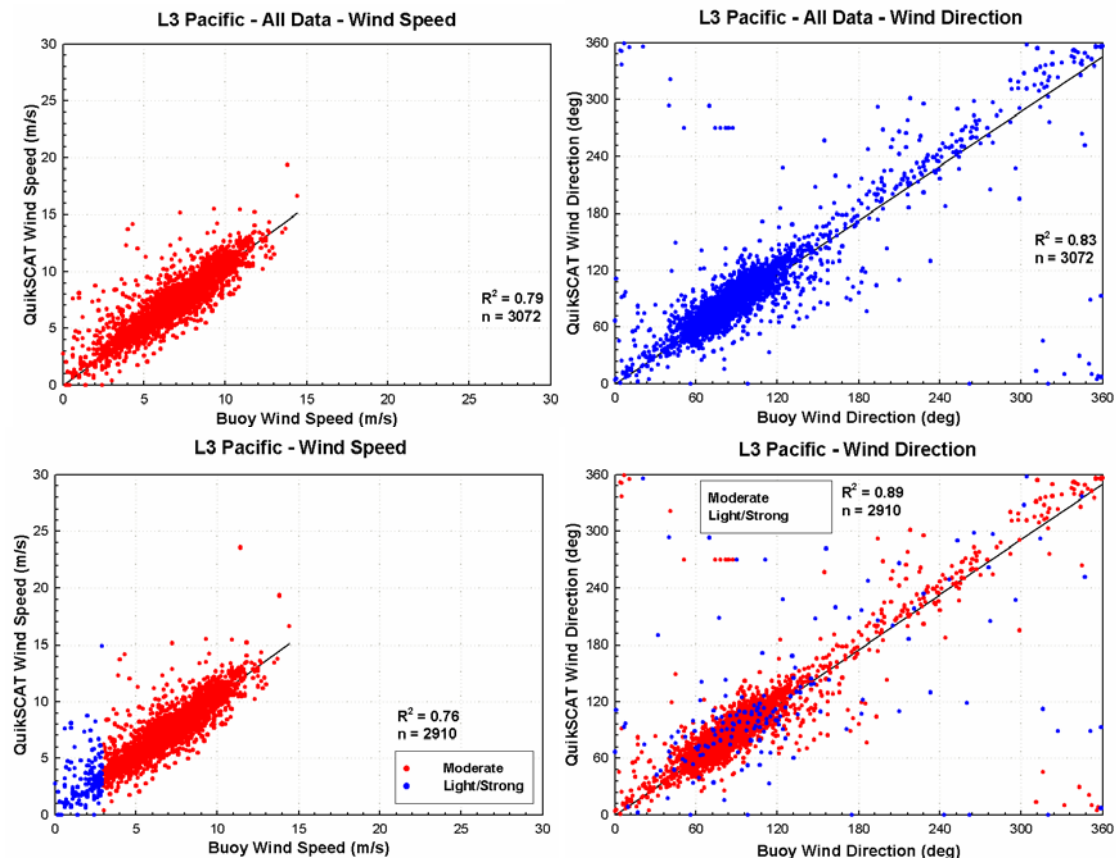 L3 Pacific - All Data - Wind Speed
30
25
20
15
10
5
0
QuikSCAT Wind Speed (m/s)
R² = 0.79
n = 3072
0 5 10 15 20 25 30
Buoy Wind Speed (m/s)
L3 Pacific - All Data - Wind Direction
360
300
240
180
120
60
0
QuikSCAT Wind Direction (deg)
R² = 0.83
n = 3072
0 60 120 180 240 300 360
Buoy Wind Direction (deg)
L3 Pacific - Wind Speed
30
25
20
15
10
5
0
QuikSCAT Wind Speed (m/s)
R² = 0.76
n = 2910
Moderate
Light/Strong
0 5 10 15 20 25 30
Buoy Wind Speed (m/s)
L3 Pacific - Wind Direction
360
300
240
180
120
60
0
QuikSCAT Wind Direction (deg)
Moderate
Light/Strong
R² = 0.89
n = 2910
0 60 120 180 240 300 360
Buoy Wind Direction (deg)